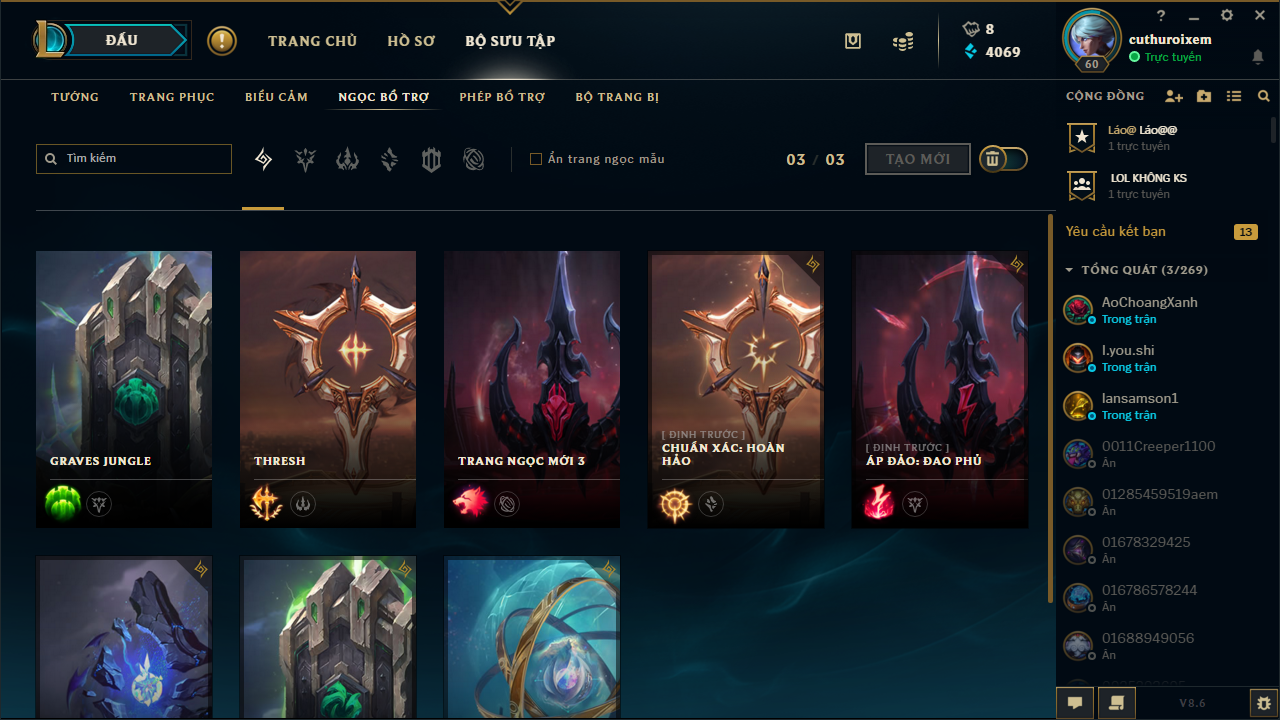 ĐẤU
!
TRANG CHỦ
HỒ SƠ
BỘ SƯU TẬP
8
4069
60
?
cuthuroixem
Trực tuyến
TƯỚNG
TRANG PHỤC
BIỂU CẢM
NGỌC BỔ TRỢ
PHÉP BỔ TRỢ
BỘ TRANG BỊ
Tìm kiếm
Ẩn trang ngọc mẫu
03 / 03
TẠO MỚI
GRAVES JUNGLE
THRESH
TRANG NGỌC MỚI 3
[ ĐỊNH TRƯỚC ]
CHUẨN XÁC: HOÀN
HẢO
[ ĐỊNH TRƯỚC ]
ÁP ĐẢO: ĐAO PHỦ
CỘNG ĐỒNG
Láo@ Láo@@
1 trực tuyến
LOL KHÔNG KS
1 trực tuyến
Yêu cầu kết bạn
13
TỔNG QUÁT (3/269)
AoChoangXanh
Trong trận
I.you.shi
Trong trận
lansamson1
Trong trận
0011Creeper1100
Ẩn
01285459519aem
Ẩn
01678329425
Ẩn
016786578244
Ẩn
01688949056
Ẩn
V8.6